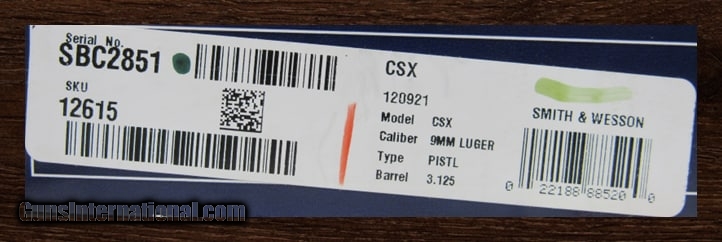 Serial No.
SBC2851
SKU
12615
CSX
120921
Model CSX
Caliber 9MM LUGER
Type PISTL
Barrel 3.125
SMITH & WESSON
0 22188 88520 0
GunsInternational.com